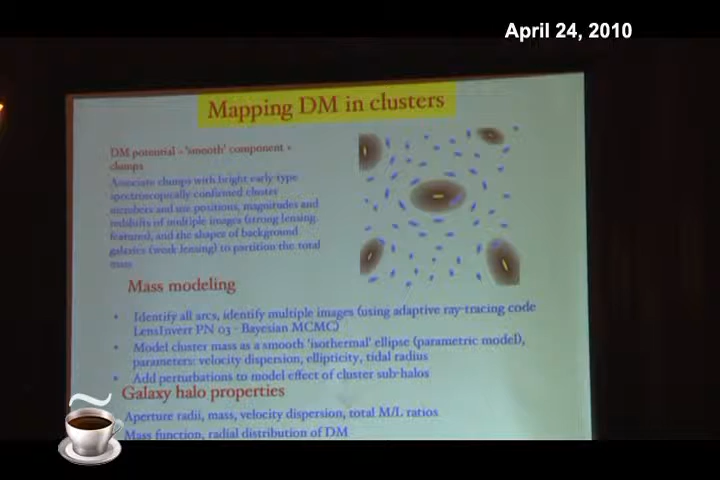 April 24, 2010
Mapping DM in clusters
DM potential - 'smooth' component +
clumps
Associate clumps with bright early type
spectroscopically confirmed cluster
members and use positions, magnitudes and
redshifts of multiple images (strong lensing
features), and the shapes of background
galaxies (weak lensing) to partition the total
mass
Mass modeling
• Identify all arcs, identify multiple images (using adaptive ray-tracing code
LensInvert PN 03 - Bayesian MCMC)
• Model cluster mass as a smooth 'isothermal' ellipse (parametric model),
parameters: velocity dispersion, ellipticity, tidal radius
• Add perturbations to model effect of cluster sub-halos
Galaxy halo properties
Aperture radii, mass, velocity dispersion, total M/L ratios
Mass function, radial distribution of DM